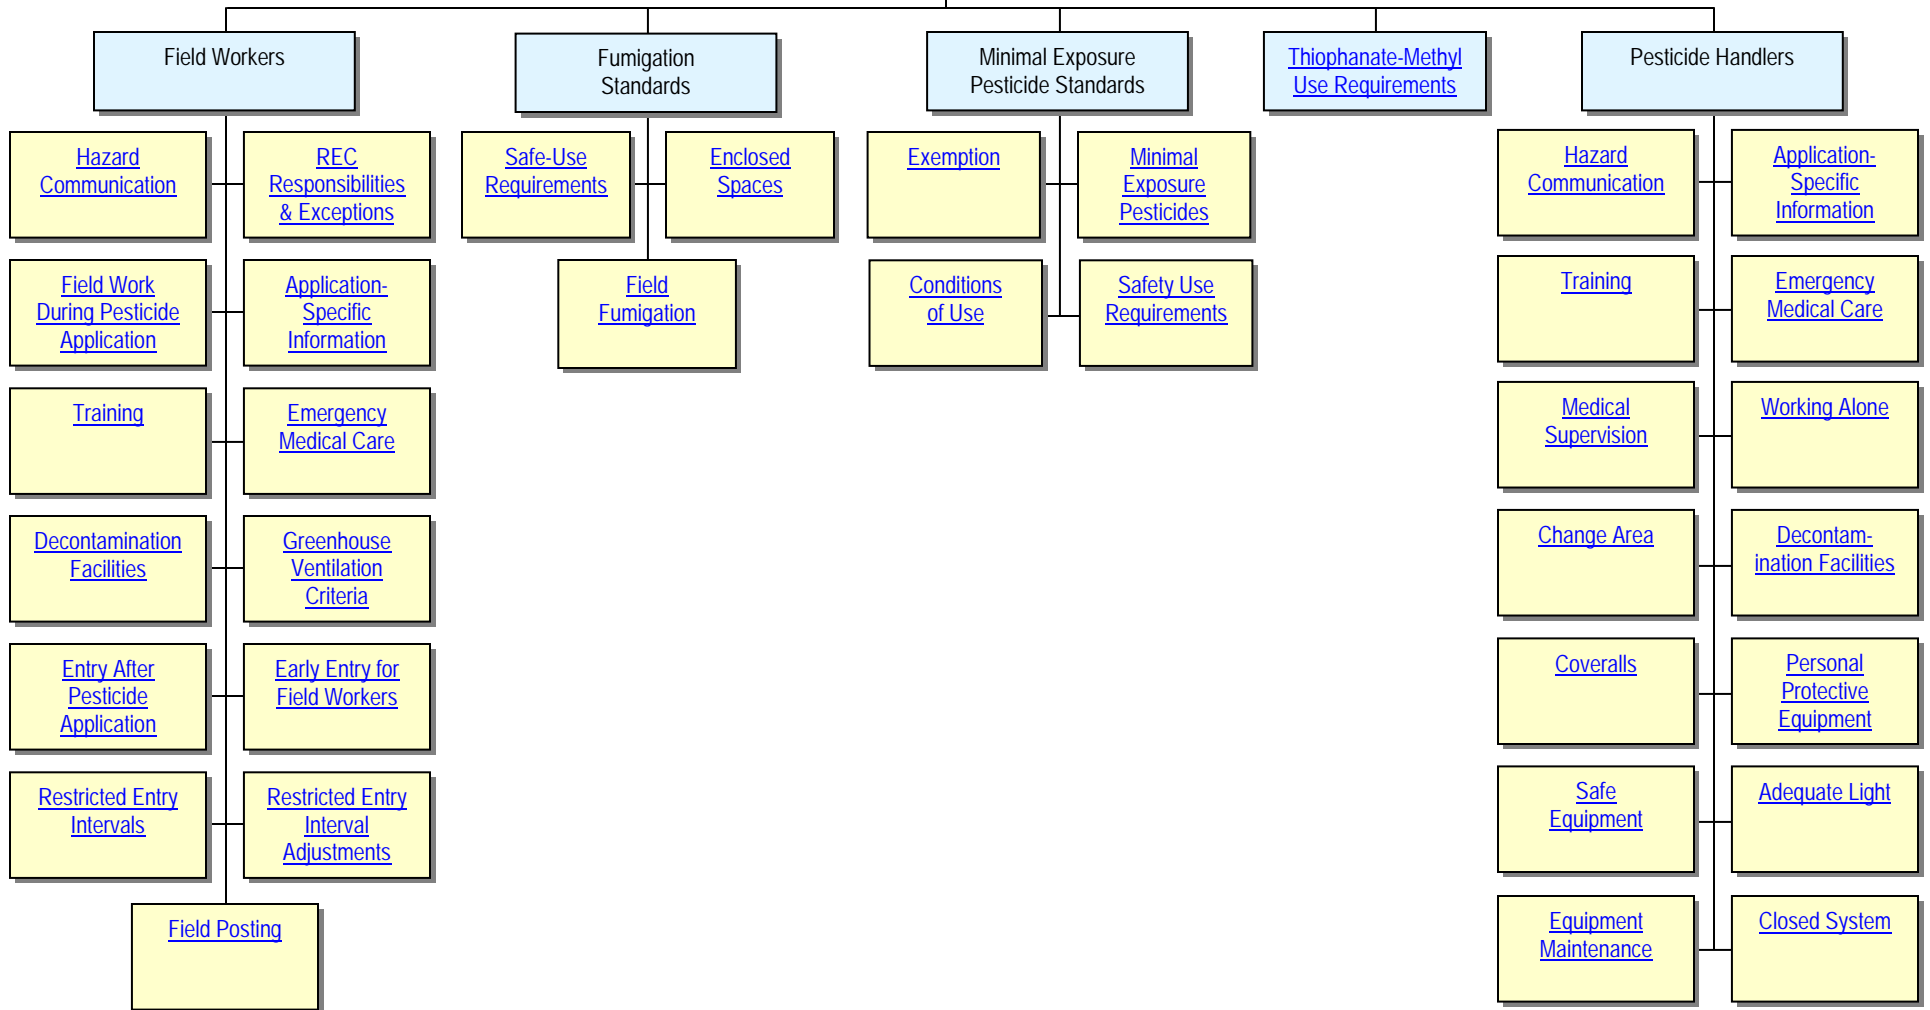 Field Workers
Fumigation
Standards
Minimal Exposure
Pesticide Standards
Thiophanate-Methyl
Use Requirements
Pesticide Handlers
Hazard
Communication
REC
Responsibilities
& Exceptions
Field Work
During Pesticide
Application
Application-
Specific
Information
Training
Emergency
Medical Care
Decontamination
Facilities
Greenhouse
Ventilation
Criteria
Entry After
Pesticide
Application
Early Entry for
Field Workers
Restricted Entry
Intervals
Restricted Entry
Interval
Adjustments
Field Posting
Safe-Use
Requirements
Enclosed
Spaces
Field
Fumigation
Exemption
Minimal
Exposure
Pesticides
Conditions
of Use
Safety Use
Requirements
Hazard
Communication
Application-
Specific
Information
Training
Emergency
Medical Care
Medical
Supervision
Working Alone
Change Area
Decontam-
ination Facilities
Coveralls
Personal
Protective
Equipment
Safe
Equipment
Adequate Light
Equipment
Maintenance
Closed System